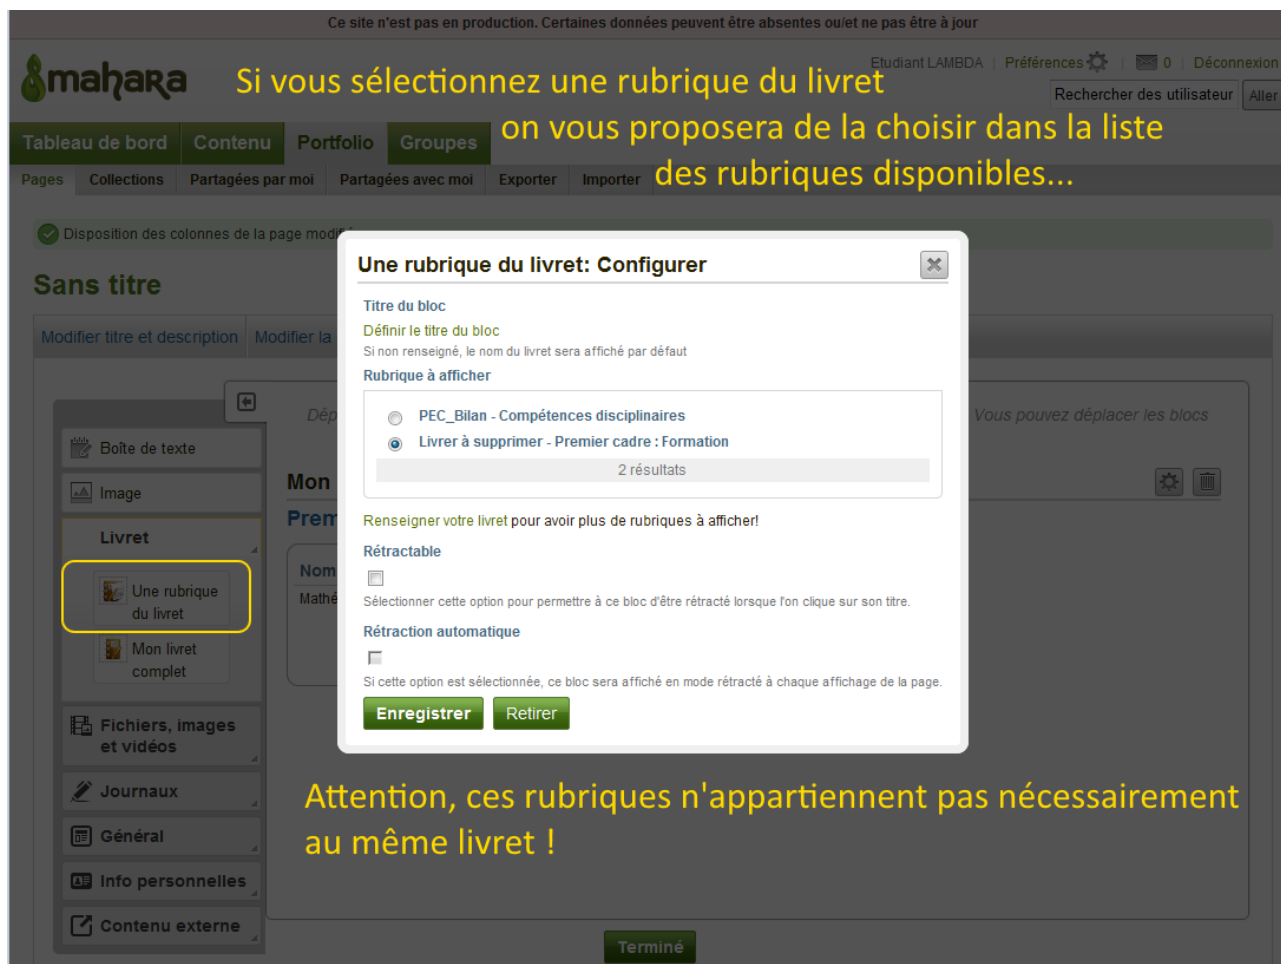 Ce site n'est pas en production. Certaines données peuvent être absentes ou/et ne pas être à jour
mahara
Etudiant LAMBDA
Préférences
0
Déconnexion
Si vous sélectionnez une rubrique du livret
Rechercher des utilisateur
Aller
on vous proposera de la choisir dans la liste
Tableau de bord
Contenu
Portfolio
Groupes
des rubriques disponibles...
Pages
Collections
Partagées par moi
Partagées avec moi
Exporter
Importer
Disposition des colonnes de la page modif
Sans titre
Modifier titre et description
Modifier la
Une rubrique du livret: Configurer
Titre du bloc
Définir le titre du bloc
Si non renseigné, le nom du livret sera affiché par défaut
Rubrique à afficher
PEC_Bilan - Compétences disciplinaires
Livrer à supprimer - Premier cadre : Formation
2 résultats
Renseigner votre livret pour avoir plus de rubriques à afficher!
Rétractable
Sélectionner cette option pour permettre à ce bloc d'être rétracté lorsque l'on clique sur son titre.
Rétraction automatique
Si cette option est sélectionnée, ce bloc sera affiché en mode rétracté à chaque affichage de la page.
Enregistrer
Retirer
Dép
Vous pouvez déplacer les blocs
Mon
Prem
Nom
Mathé
Boîte de texte
Image
Livret
Une rubrique
du livret
Mon livret
complet
Fichiers, images
et vidéos
Journaux
Général
Info personnelles
Contenu externe
Attention, ces rubriques n'appartiennent pas nécessairement
au même livret !
Terminé